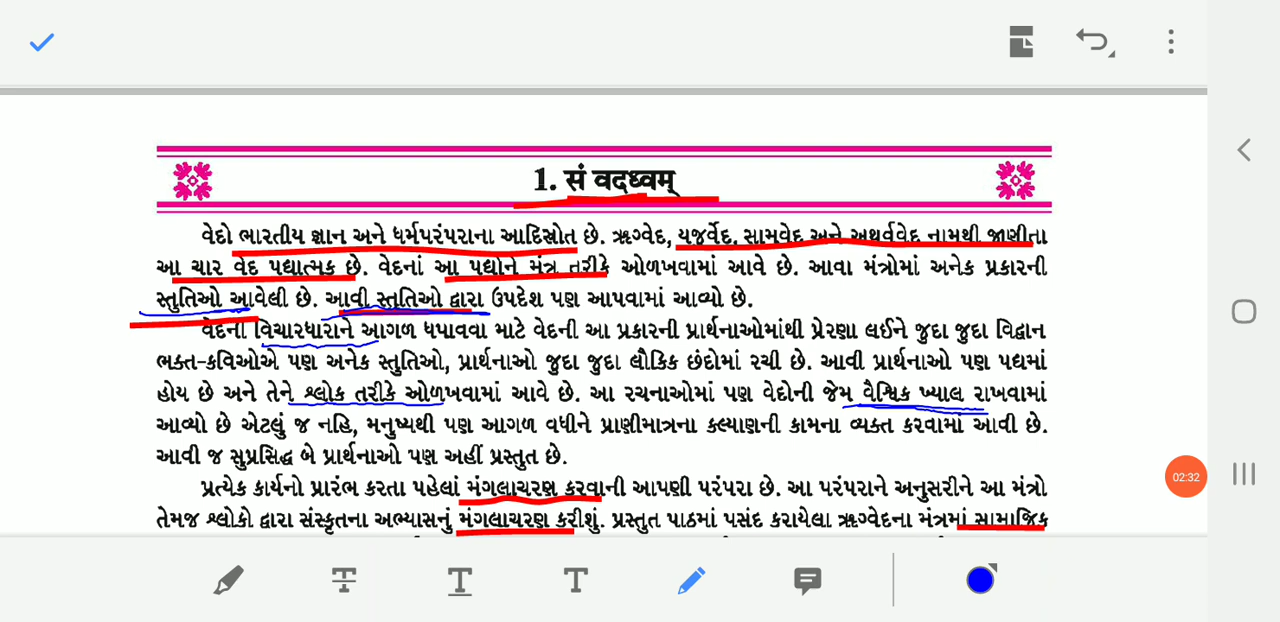 1. सं वदध्वम्
વેદો ભારતીય જ્ઞાન અને ધર્મપરંપરાના આદિસ્રોત છે. ઋગ્વેદ, યજુર્વેદ, સામવેદ અને અથર્વવેદ નામથી જાણીતા
આ ચાર વેદ પદ્યાત્મક છે. વેદનાં આ પદ્યોને મંત્ર તરીકે ઓળખવામાં આવે છે. આવા મંત્રોમાં અનેક પ્રકારની
સ્તુતિઓ આવેલી છે. આવી સ્તુતિઓ દ્વારા ઉપદેશ પણ આપવામાં આવ્યો છે.
વેદની વિચારધારાને આગળ ધપાવવા માટે વેદની આ પ્રકારની પ્રાર્થનાઓમાંથી પ્રેરણા લઈને જુદા જુદા વિદ્વાન
ભક્ત-કવિઓએ પણ અનેક સ્તુતિઓ, પ્રાર્થનાઓ જુદા જુદા લૌકિક છંદોમાં રચી છે. આવી પ્રાર્થનાઓ પણ પદ્યમાં
હોય છે અને તેને શ્લોક તરીકે ઓળખવામાં આવે છે. આ રચનાઓમાં પણ વેદોની જેમ વૈશ્વિક ખ્યાલ રાખવામાં
આવ્યો છે એટલું જ નહિ, મનુષ્યથી પણ આગળ વધીને પ્રાણીમાત્રના કલ્યાણની કામના વ્યક્ત કરવામાં આવી છે.
આવી જ સુપ્રસિદ્ધ બે પ્રાર્થનાઓ પણ અહીં પ્રસ્તુત છે.
પ્રત્યેક કાર્યનો પ્રારંભ કરતા પહેલાં મંગલાચરણ કરવાની આપણી પરંપરા છે. આ પરંપરાને અનુસરીને આ મંત્રો
તેમજ શ્લોકો દ્વારા સંસ્કૃતના અભ્યાસનું મંગલાચરણ કરીશું. પ્રસ્તુત પાઠમાં પસંદ કરાયેલા ઋગ્વેદના મંત્રમાં સામાજિક
02:32
T T T